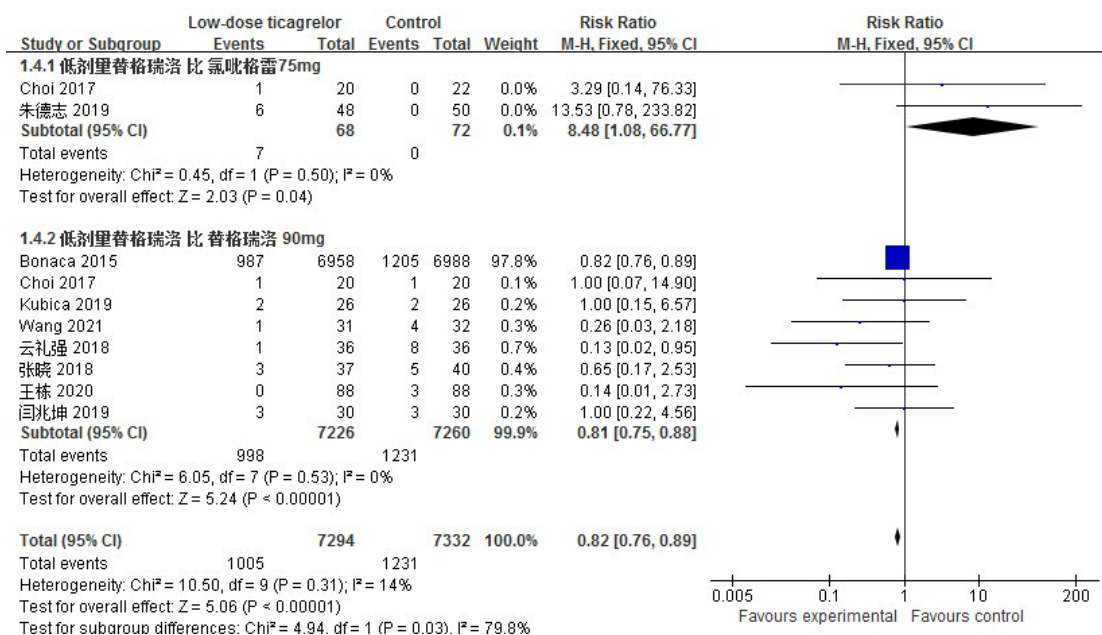 Low-dose ticagrelor Control Risk Ratio Risk Ratio
Study or Subgroup Events Total Events Total Weight M-H, Fixed, 95% CI M-H, Fixed, 95% CI
1.4.1 低剂量替格瑞洛 比 氯吡格雷75mg
Choi 2017 1 20 0 22 0.0% 3.29 [0.14, 76.33]
朱德志 2019 6 48 0 50 0.0% 13.53 [0.78, 233.82]
Subtotal (95% CI) 68 72 0.1% 8.48 [1.08, 66.77]
Total events 7 0
Heterogeneity: Chi² = 0.45, df = 1 (P = 0.50); I² = 0%
Test for overall effect: Z = 2.03 (P = 0.04)
1.4.2 低剂量替格瑞洛 比 替格瑞洛 90mg
Bonaca 2015 987 6958 1205 6988 97.8% 0.82 [0.76, 0.89]
Choi 2017 1 20 1 20 0.1% 1.00 [0.07, 14.90]
Kubica 2019 2 26 2 26 0.2% 1.00 [0.15, 6.57]
Wang 2021 1 31 4 32 0.3% 0.26 [0.03, 2.18]
云礼强 2018 1 36 8 36 0.7% 0.13 [0.02, 0.95]
张晓 2018 3 37 5 40 0.4% 0.65 [0.17, 2.53]
王栋 2020 0 88 3 88 0.3% 0.14 [0.01, 2.73]
闫兆坤 2019 3 30 3 30 0.2% 1.00 [0.22, 4.56]
Subtotal (95% CI) 7226 7260 99.9% 0.81 [0.75, 0.88]
Total events 998 1231
Heterogeneity: Chi² = 6.05, df = 7 (P = 0.53); I² = 0%
Test for overall effect: Z = 5.24 (P < 0.00001)
Total (95% CI) 7294 7332 100.0% 0.82 [0.76, 0.89]
Total events 1005 1231
Heterogeneity: Chi² = 10.50, df = 9 (P = 0.31); I² = 14%
Test for overall effect: Z = 5.06 (P < 0.00001)
Test for subgroup differences: Chi² = 4.94, df = 1 (P = 0.03), I² = 79.8%
0.005 0.1 1 10 200
Favours experimental Favours control